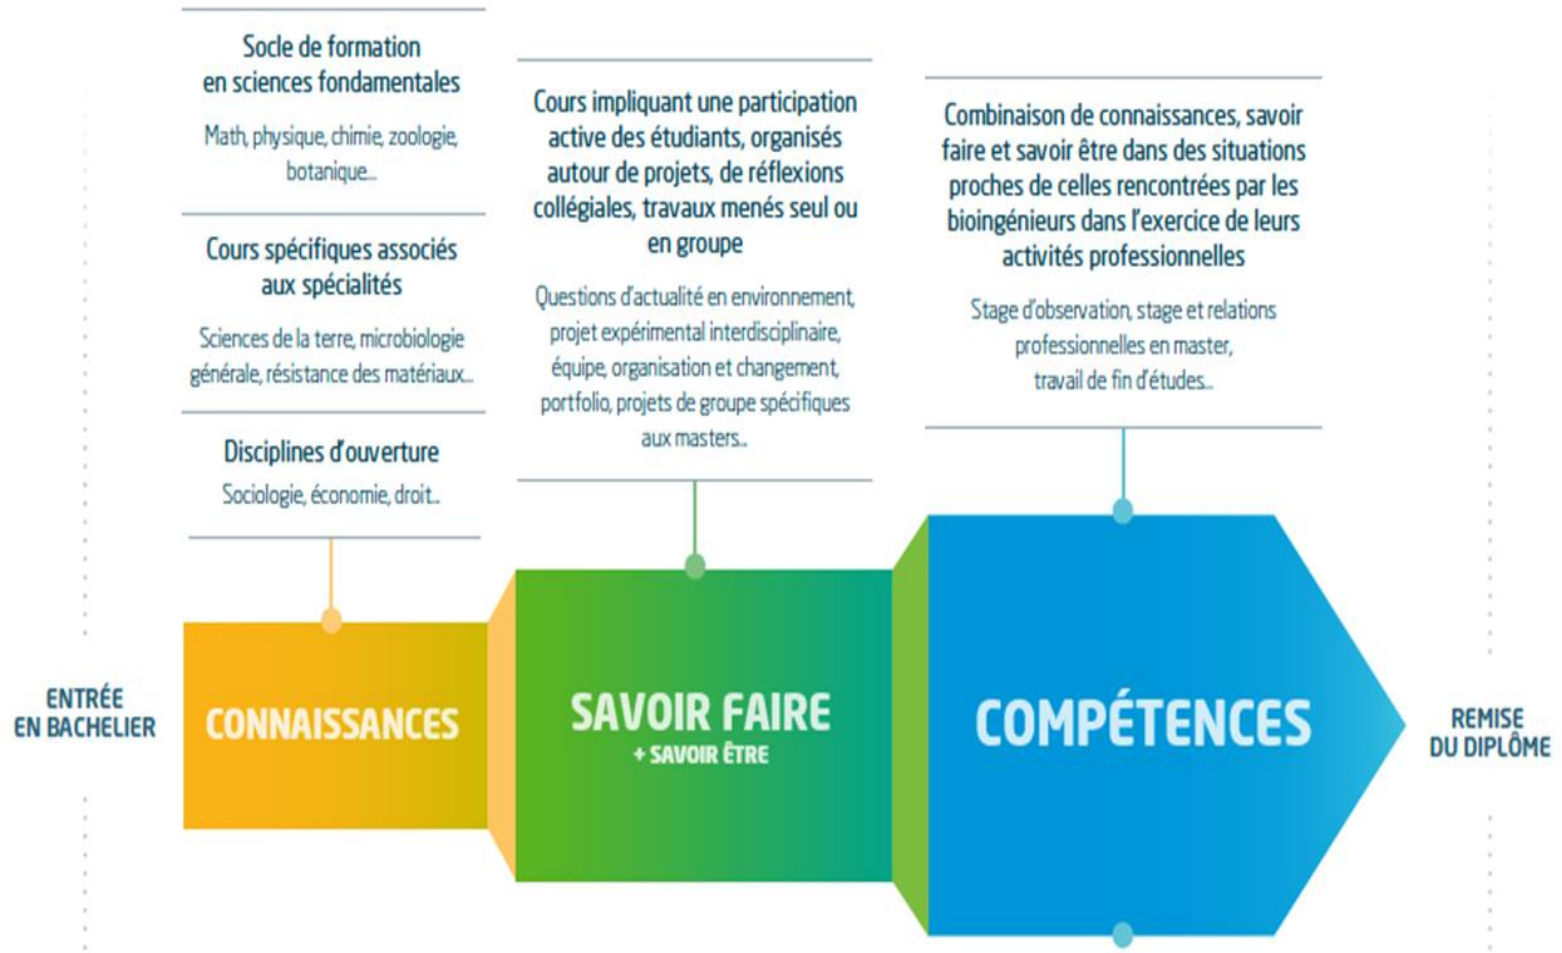 Socle de formation
en sciences fondamentales
Math, physique, chimie, zoologie,
botanique...
Cours spécifiques associés
aux spécialités
Sciences de la terre, microbiologie
générale, résistance des matériaux...
Disciplines d'ouverture
Sociologie, économie, droit...
Cours impliquant une participation
active des étudiants, organisés
autour de projets, de réflexions
collégiales, travaux menés seul ou
en groupe
Questions d'actualité en environnement,
projet expérimental interdisciplinaire,
équipe, organisation et changement,
portfolio, projets de groupe spécifiques
aux masters...
Combinaison de connaissances, savoir
faire et savoir être dans des situations
proches de celles rencontrées par les
bioingénieurs dans l'exercice de leurs
activités professionnelles
Stage d'observation, stage et relations
professionnelles en master,
travail de fin d'études...
ENTRÉE
EN BACHELIER
CONNAISSANCES
SAVOIR FAIRE
+ SAVOIR ÊTRE
COMPÉTENCES
REMISE
DU DIPLÔME